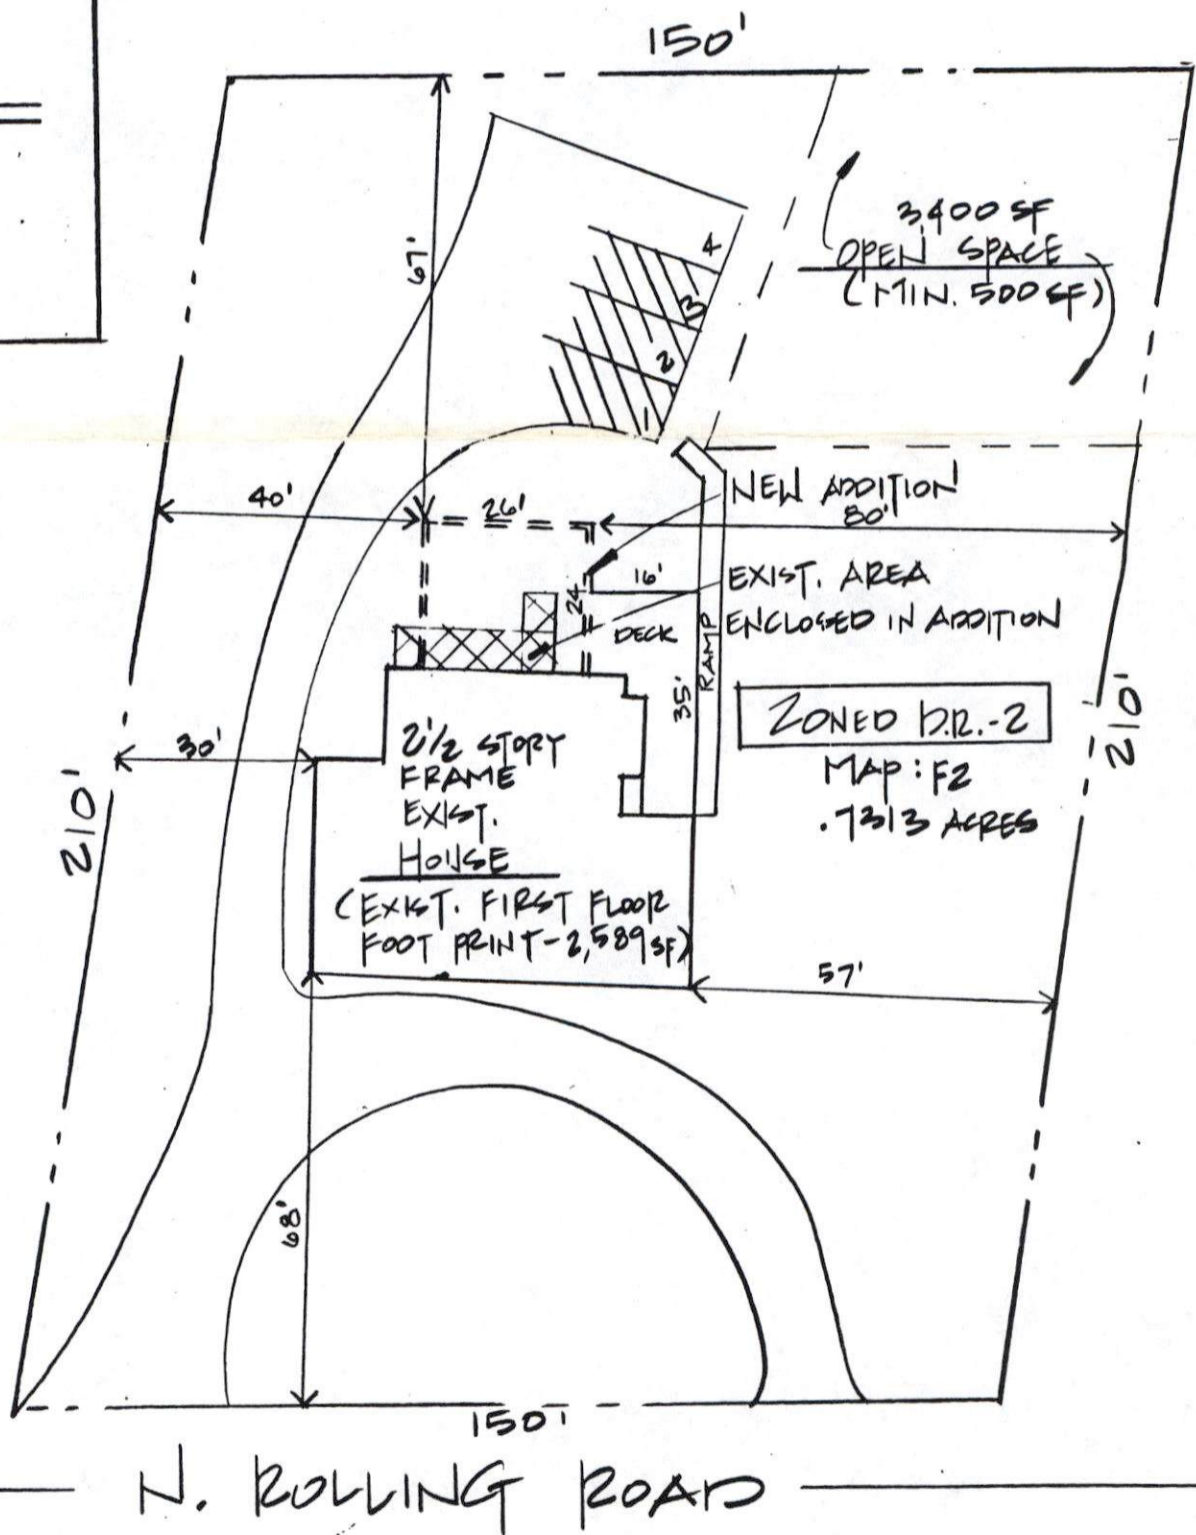 150'
3,400 SF
OPEN SPACE
(MIN. 500 SF)
67'
4
3
2
1
NEW ADDITION
40'
26'
80'
16'
EXIST. AREA
ENCLOSED IN ADDITION
24
DECK
RAMP
35'
ZONED D.R.-2
MAP: F2
.7313 ACRES
210'
30'
2 1/2 STORY
FRAME
EXIST.
HOUSE
(EXIST. FIRST FLOOR
FOOT PRINT - 2,589 SF)
210'
57'
68'
150'
N. ROLLING ROAD